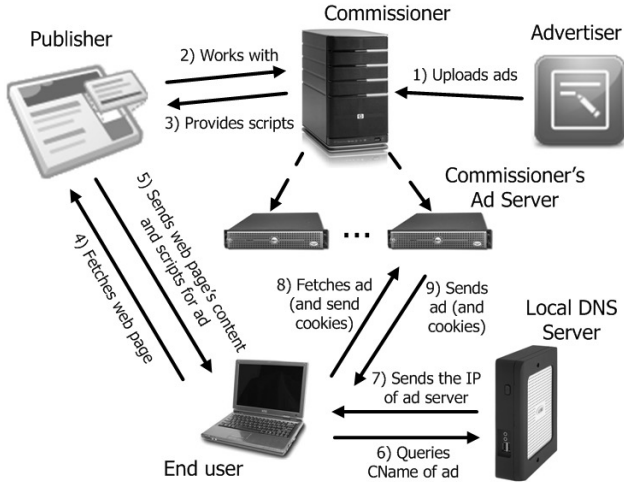 Commissioner
Publisher
Advertiser
2) Works with
1) Uploads ads
3) Provides scripts
Commissioner's
Ad Server
...
4) Fetches web page
5) Sends web page's content
and scripts for ad
8) Fetches ad
(and send
cookies)
9) Sends
ad (and
cookies)
Local DNS
Server
7) Sends the IP
of ad server
6) Queries
CName of ad
End user